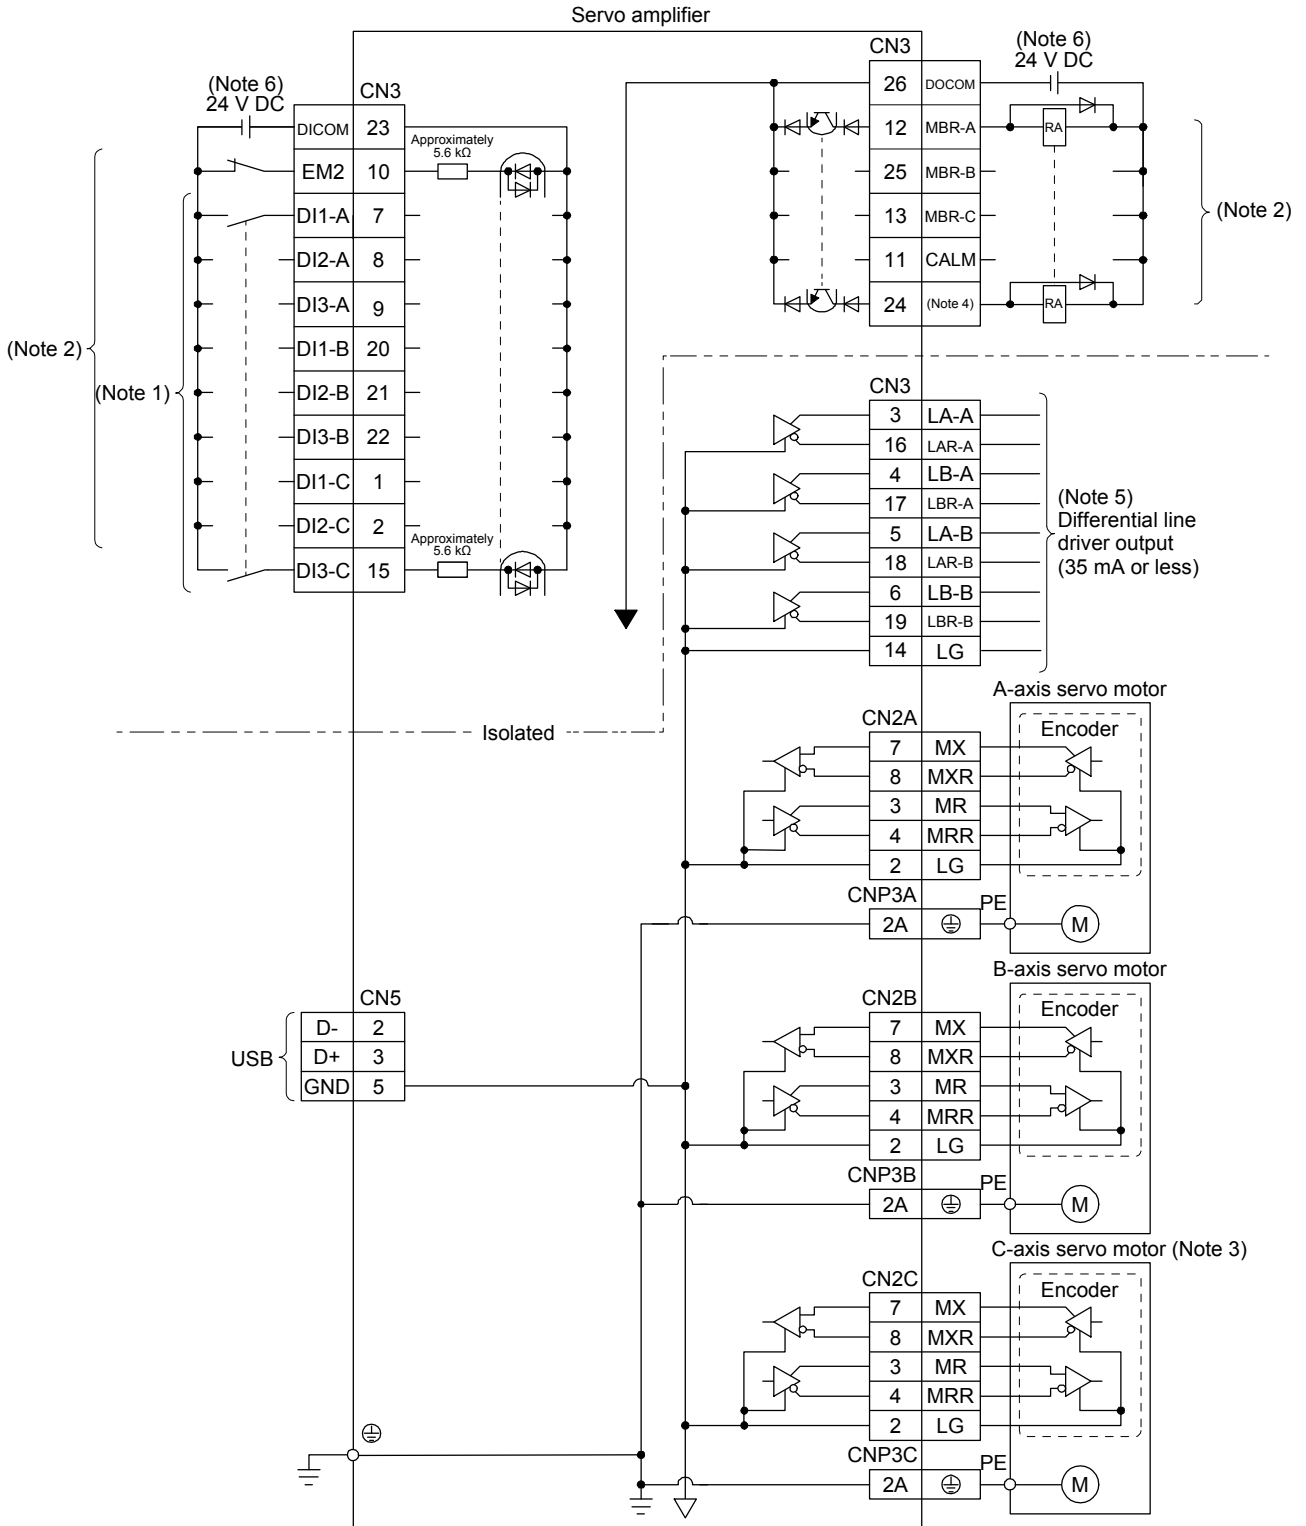 Servo amplifier
(Note 6)
24 V DC
CN3
DICOM 23
EM2 10
DI1-A 7
DI2-A 8
DI3-A 9
DI1-B 20
DI2-B 21
DI3-B 22
DI1-C 1
DI2-C 2
DI3-C 15
Approximately
5.6 kΩ
Approximately
5.6 kΩ
(Note 2)
(Note 1)
CN3
(Note 6)
24 V DC
26 DOCOM
12 MBR-A
RA
25 MBR-B
13 MBR-C
11 CALM
24 (Note 4)
RA
(Note 2)
CN3
3 LA-A
16 LAR-A
4 LB-A
17 LBR-A
5 LA-B
18 LAR-B
6 LB-B
19 LBR-B
14 LG
(Note 5)
Differential line
driver output
(35 mA or less)
Isolated
A-axis servo motor
CN2A
Encoder
7 MX
8 MXR
3 MR
4 MRR
2 LG
CNP3A
2A
PE
M
B-axis servo motor
CN5
D- 2
D+ 3
GND 5
USB
CN2B
Encoder
7 MX
8 MXR
3 MR
4 MRR
2 LG
CNP3B
2A
PE
M
C-axis servo motor (Note 3)
CN2C
Encoder
7 MX
8 MXR
3 MR
4 MRR
2 LG
CNP3C
2A
PE
M